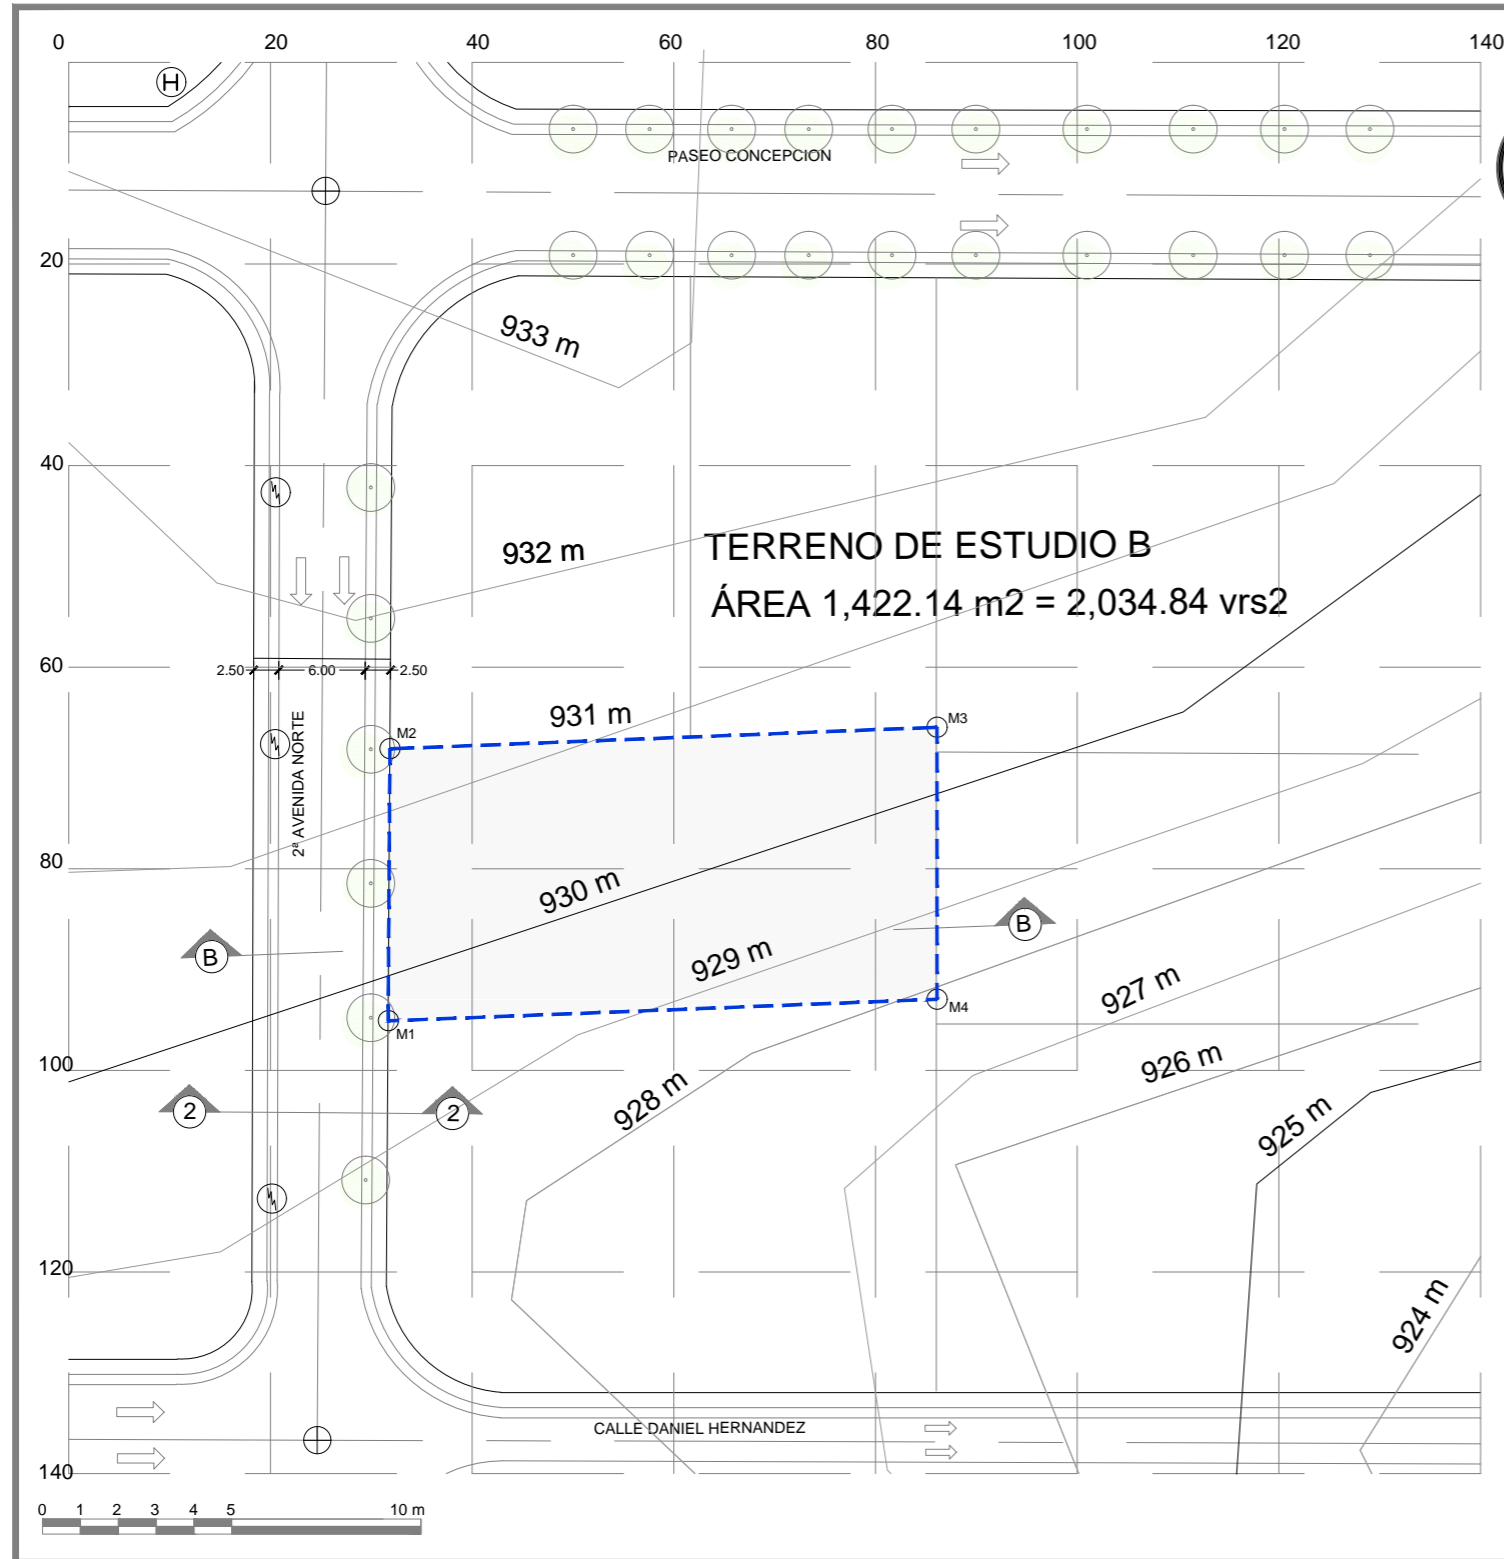 0 20 40 60 80 100 120 140
H
PASEO CONCEPCION
20
933 m
40
932 m
TERRENO DE ESTUDIO B
ÁREA 1,422.14 m2 = 2,034.84 vrs2
60
2.50 6.00 2.50
931 m
M2
M3
2ª AVENIDA NORTE
80
930 m
B
B
929 m
927 m
M4
M1
100
926 m
928 m
2
2
925 m
120
924 m
CALLE DANIEL HERNANDEZ
140
0 1 2 3 4 5 10 m